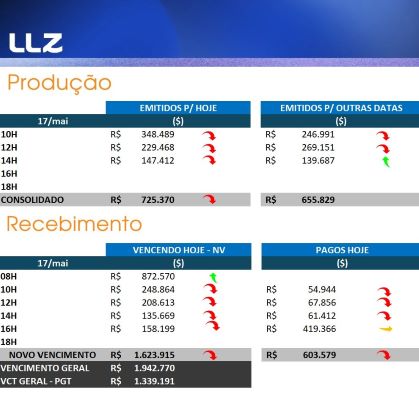 LLZ
Produção
EMITIDOS P/ HOJE EMITIDOS P/ OUTRAS DATAS
17/mai ($) ($)
10H R$ 348.489 R$ 246.991
12H R$ 229.468 R$ 269.151
14H R$ 147.412 R$ 139.687
16H
18H
CONSOLIDADO R$ 725.370 R$ 655.829
Recebimento
VENCENDO HOJE - NV PAGOS HOJE
17/mai ($) ($)
08H R$ 872.570
10H R$ 248.864 R$ 54.944
12H R$ 208.613 R$ 67.856
14H R$ 135.669 R$ 61.412
16H R$ 158.199 R$ 419.366
18H
NOVO VENCIMENTO R$ 1.623.915 R$ 603.579
VENCIMENTO GERAL R$ 1.942.770
VCT GERAL - PGT R$ 1.339.191